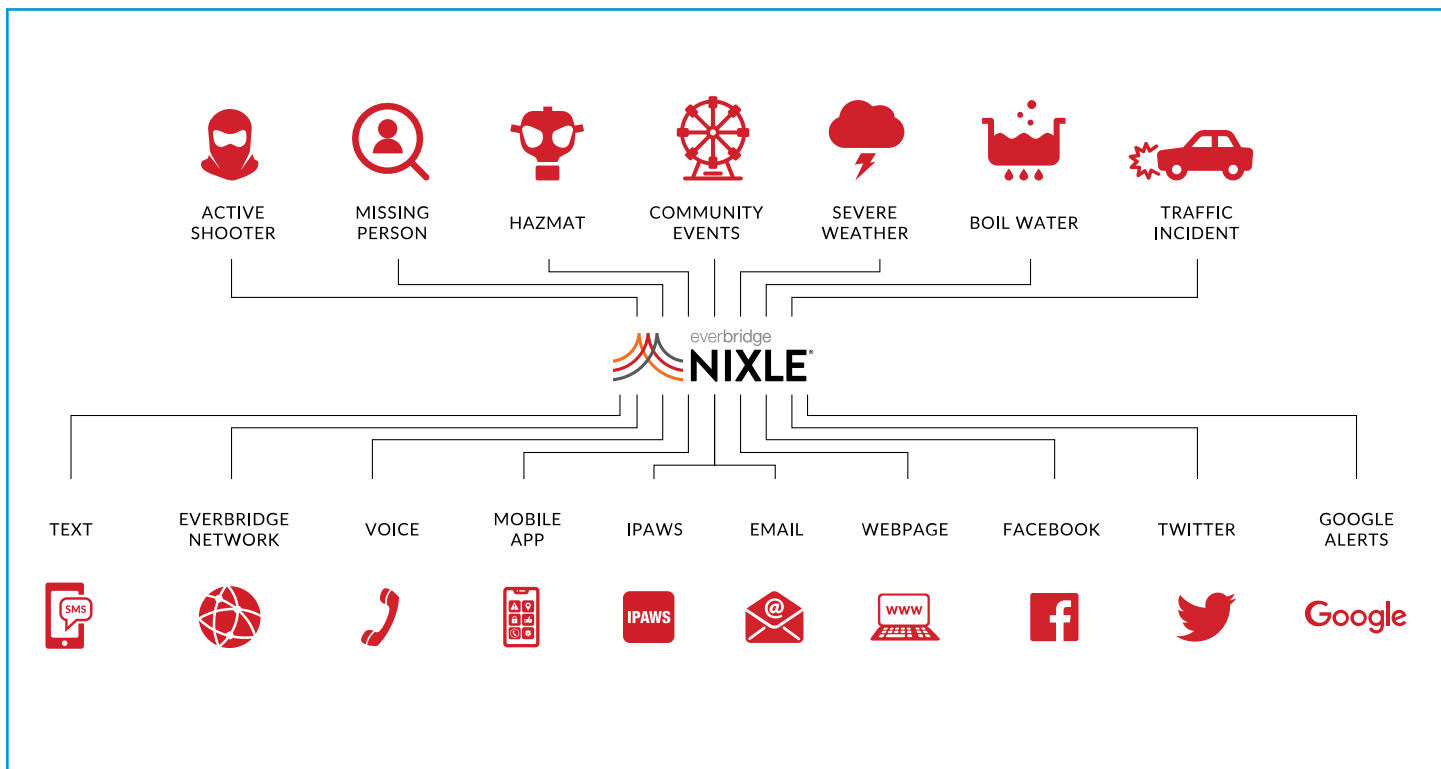 ACTIVE
SHOOTER
MISSING
PERSON
HAZMAT
COMMUNITY
EVENTS
SEVERE
WEATHER
BOIL WATER
TRAFFIC
INCIDENT
everbridge
NIXLE®
TEXT
EVERBRIDGE
NETWORK
VOICE
MOBILE
APP
IPAWS
EMAIL
WEBPAGE
FACEBOOK
TWITTER
GOOGLE
ALERTS
SMS
IPAWS
@
WWW
Google